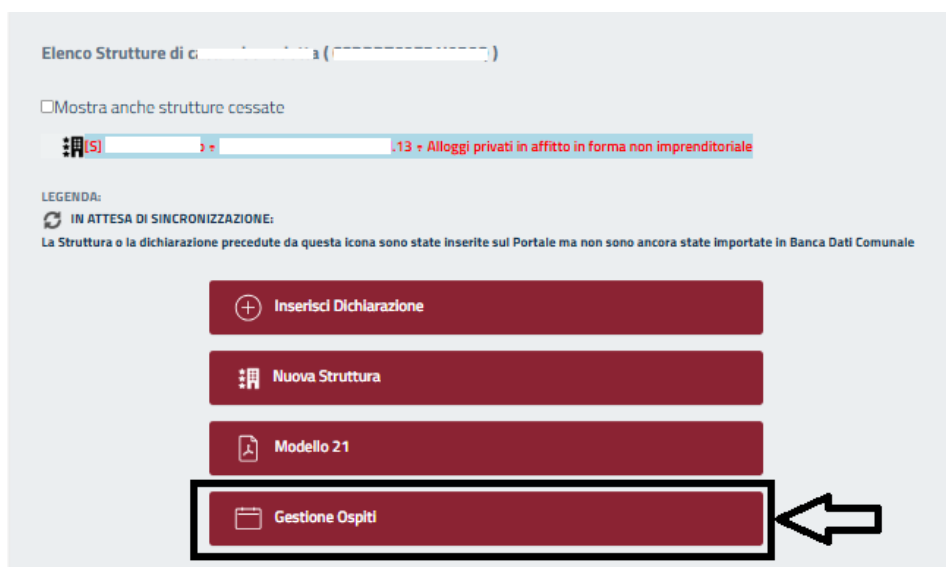 Elenco Strutture di c a ( )
Mostra anche strutture cessate
[S] .13 - Alloggi privati in affitto in forma non imprenditoriale
LEGENDA:
IN ATTESA DI SINCRONIZZAZIONE:
La Struttura o la dichiarazione precedute da questa icona sono state inserite sul Portale ma non sono ancora state importate in Banca Dati Comunale
Inserisci Dichiarazione
Nuova Struttura
Modello 21
Gestione Ospiti